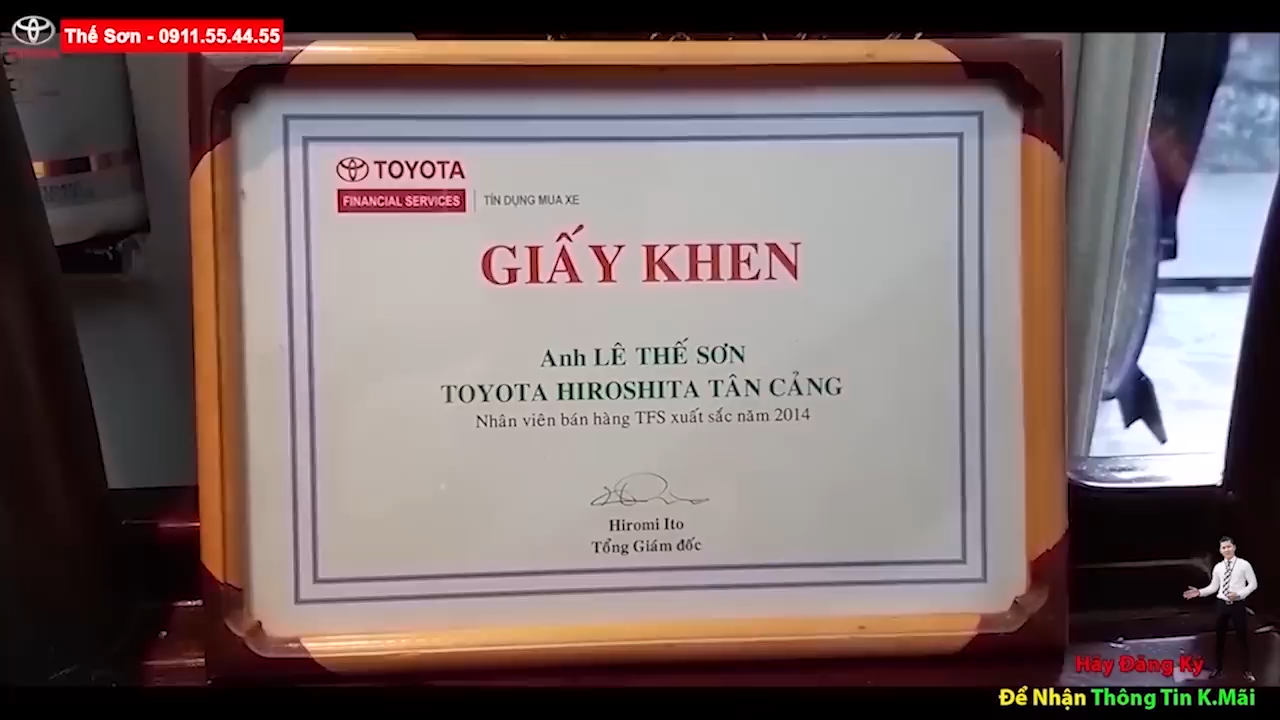 Thế Sơn - 0911.55.44.55
TOYOTA
FINANCIAL SERVICES
TÍN DỤNG MUA XE
GIẤY KHEN
Anh LÊ THẾ SƠN
TOYOTA HIROSHITA TÂN CẢNG
Nhân viên bán hàng TFS xuất sắc năm 2014
Hiromi Ito
Tổng Giám đốc
Hãy Đăng Ký
Để Nhận Thông Tin K.Mãi